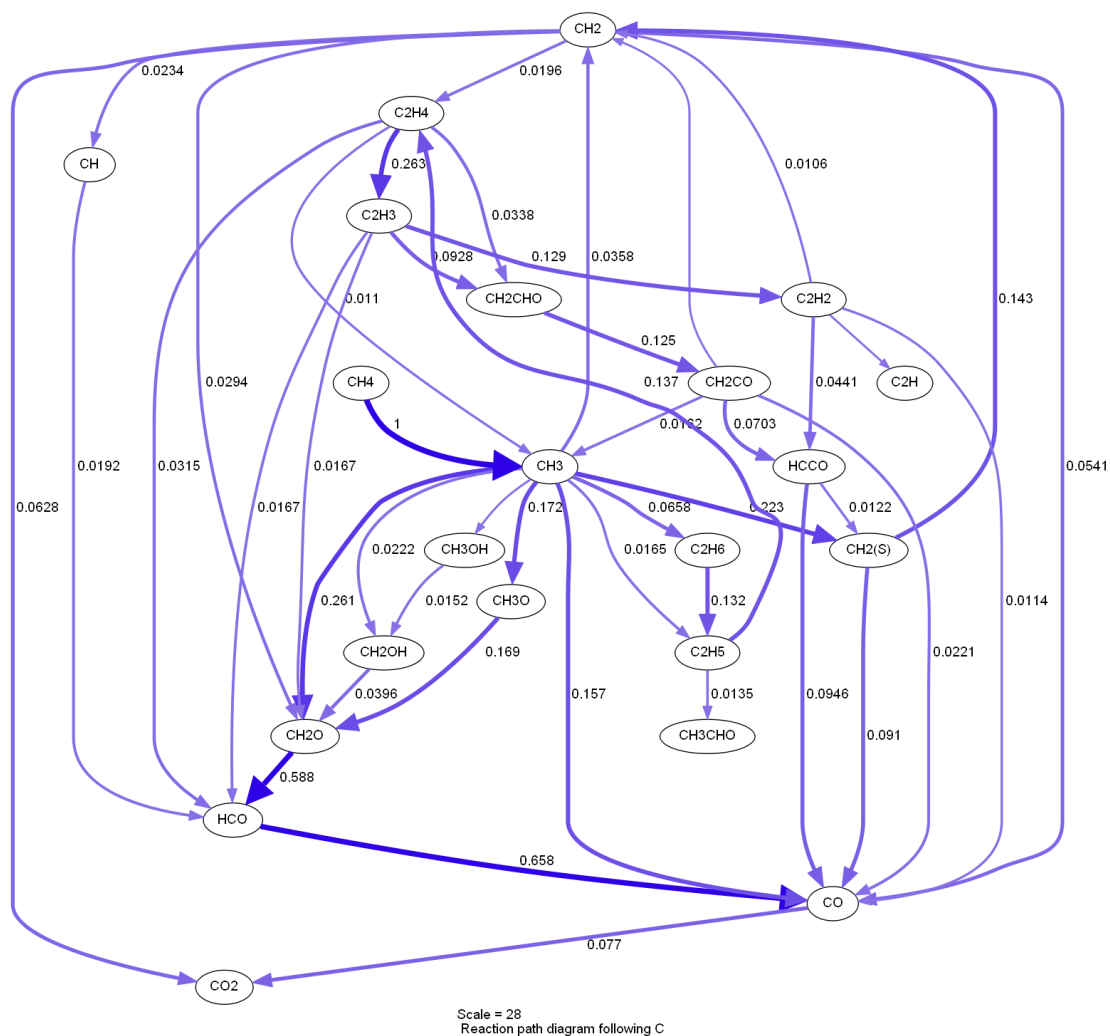 CH2
0.0234
0.0196
C2H4
CH
0.263
0.0106
C2H3
0.0338
0.0928
0.129
0.0358
CH2CHO
C2H2
0.011
0.143
0.125
CH4
0.0294
0.137
CH2CO
C2H
0.0441
1
0.0162
0.0703
CH3
HCCO
0.0192
0.0315
0.0167
0.0541
0.0628
0.0167
0.172
0.0658
0.223
0.0122
0.0222
CH3OH
0.0165
C2H6
CH2(S)
0.261
0.0152
CH3O
0.132
0.0114
CH2OH
0.169
C2H5
0.0221
0.0396
0.157
0.0135
0.0946
CH2O
CH3CHO
0.091
0.588
HCO
0.658
CO
0.077
CO2
Scale = 28
Reaction path diagram following C